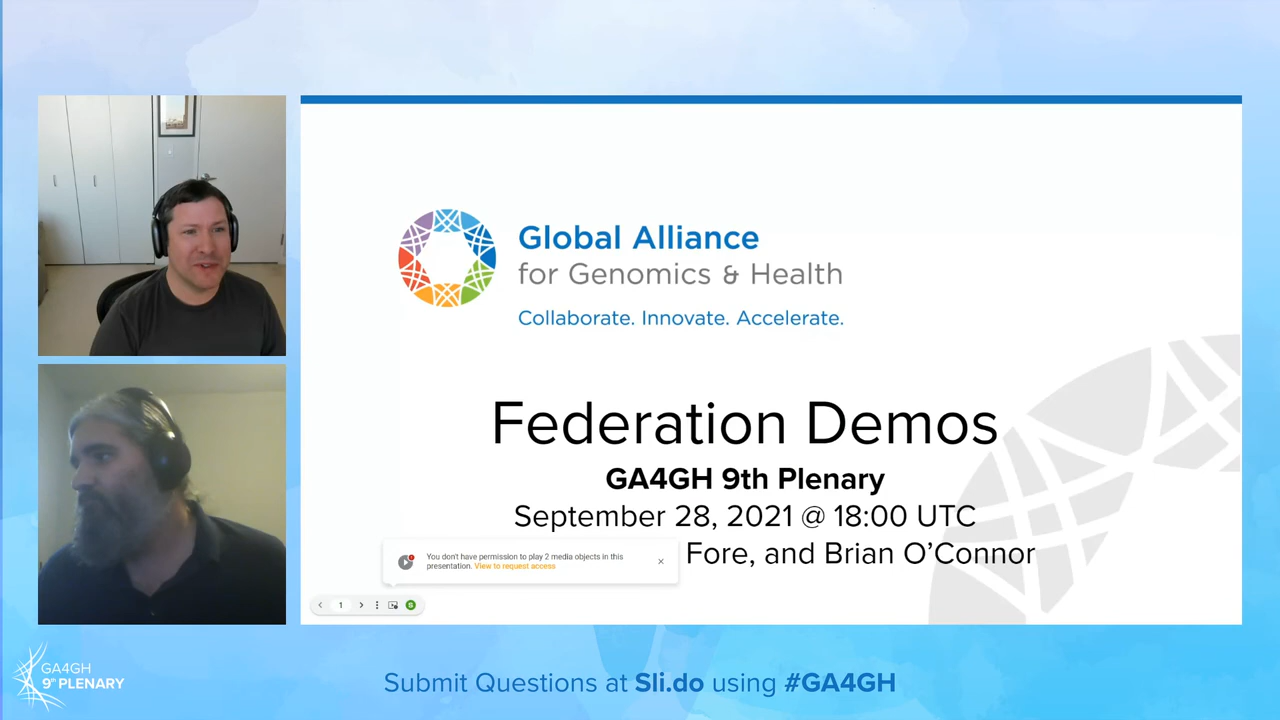 Global Alliance
for Genomics & Health
Collaborate. Innovate. Accelerate.
Federation Demos
GA4GH 9th Plenary
September 28, 2021 @ 18:00 UTC
Fore, and Brian O’Connor
You don't have permission to play 2 media objects in this
presentation. View to request access
1
S
GA4GH
9th PLENARY
Submit Questions at Sli.do using #GA4GH